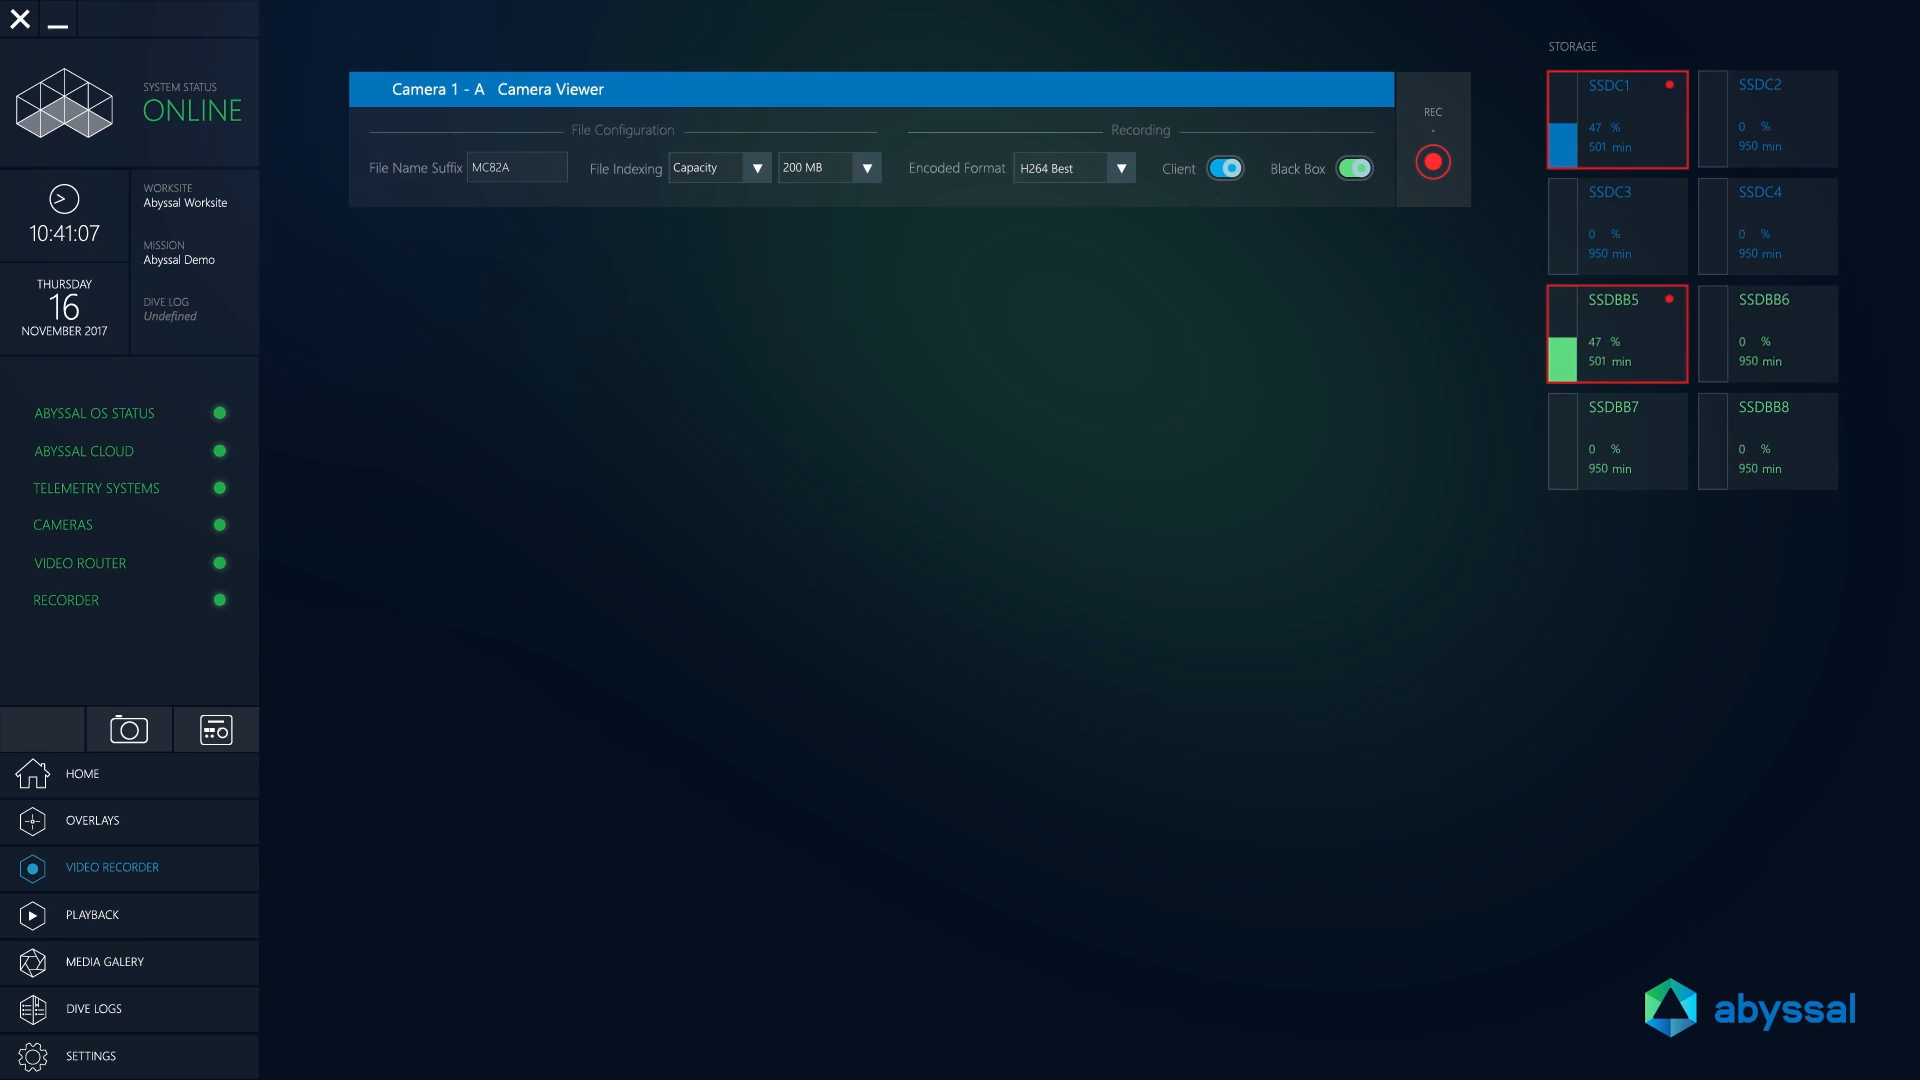 SYSTEM STATUS
ONLINE
10:41:07
WORKSITE
Abyssal Worksite
MISSION
Abyssal Demo
THURSDAY
16
NOVEMBER 2017
DIVE LOG
Undefined
ABYSSAL OS STATUS
ABYSSAL CLOUD
TELEMETRY SYSTEMS
CAMERAS
VIDEO ROUTER
RECORDER
HOME
OVERLAYS
VIDEO RECORDER
PLAYBACK
MEDIA GALERY
DIVE LOGS
SETTINGS
Camera 1 - A Camera Viewer
File Configuration
File Name Suffix MC82A File Indexing Capacity 200 MB
Recording
Encoded Format H264 Best Client Black Box
REC
STORAGE
SSDC1
47 %
501 min
SSDC2
0 %
950 min
SSDC3
0 %
950 min
SSDC4
0 %
950 min
SSDBB5
47 %
501 min
SSDBB6
0 %
950 min
SSDBB7
0 %
950 min
SSDBB8
0 %
950 min
abyssal